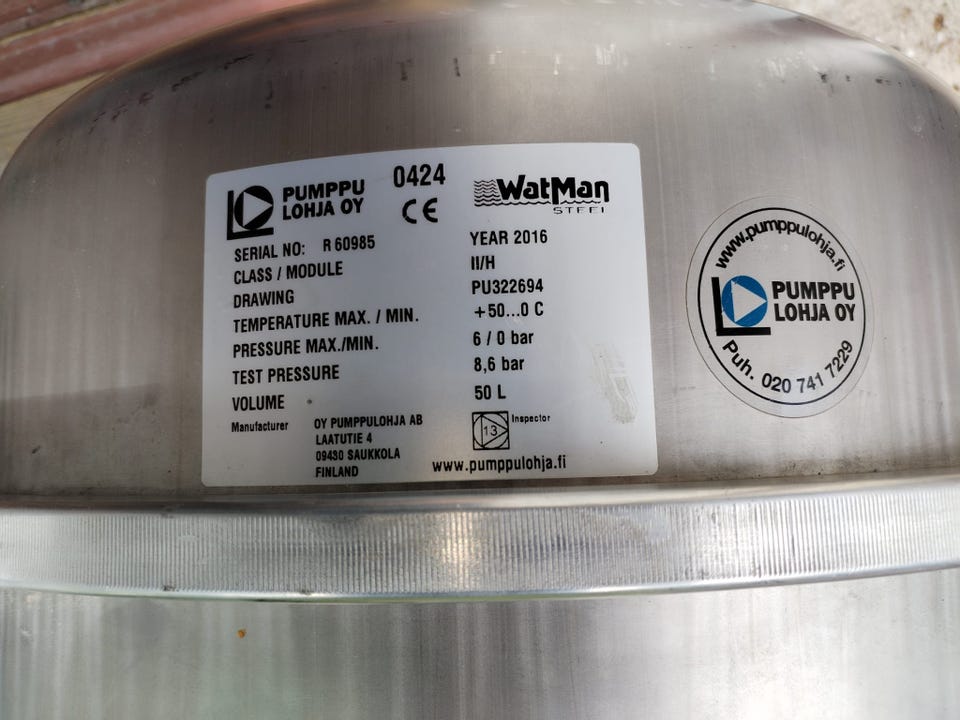 PUMPPU
LOHJA OY
0424
CE
WatMan
STEEL
SERIAL NO: R 60985
YEAR 2016
CLASS / MODULE
II/H
DRAWING
PU322694
TEMPERATURE MAX. / MIN.
+50...0 C
PRESSURE MAX./MIN.
6 / 0 bar
TEST PRESSURE
8,6 bar
VOLUME
50 L
Manufacturer
OY PUMPPULOHJA AB
LAATUTIE 4
09430 SAUKKOLA
FINLAND
13
Inspector
www.pumppulohja.fi
www.pumppulohja.fi
PUMPPU
LOHJA OY
Puh. 020 741 7229